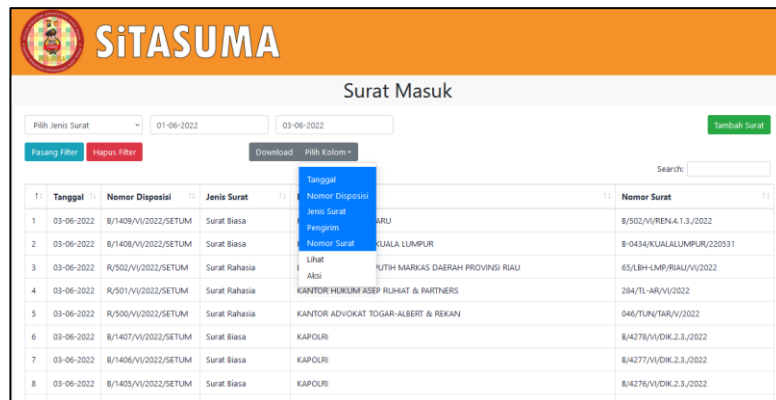 SiTASUMA
Surat Masuk
Pilih Jenis Surat 01-06-2022 03-06-2022 Tambah Surat
Pasang Filter Hapus Filter Download Pilih Kolom
Search:
Tanggal
Nomor Disposisi
Jenis Surat
Pengirim
Nomor Surat
Lihat
Aksi
Tanggal Nomor Disposisi Jenis Surat Nomor Surat
1 03-06-2022 B/1409/VI/2022/SETUM Surat Biasa B/502/VI/REN.4.1.3./2022
2 03-06-2022 B/1408/VI/2022/SETUM Surat Biasa KUALA LUMPUR B-0434/KUALALUMPUR/220531
3 03-06-2022 R/502/VI/2022/SETUM Surat Rahasia MARKAS DAERAH PROVINSI RIAU 65/LBH-LMP/RIAU/VI/2022
4 03-06-2022 R/501/VI/2022/SETUM Surat Rahasia KANTOR HUKUM ASEP RUHIAT & PARTNERS 284/TL-AR/VI/2022
5 03-06-2022 R/500/VI/2022/SETUM Surat Rahasia KANTOR ADVOKAT TOGAR-ALBERT & REKAN 046/TUN/TAR/V/2022
6 03-06-2022 B/1407/VI/2022/SETUM Surat Biasa KAPOLRI B/4278/VI/DIK.2.3./2022
7 03-06-2022 B/1406/VI/2022/SETUM Surat Biasa KAPOLRI B/4277/VI/DIK.2.3./2022
8 03-06-2022 B/1405/VI/2022/SETUM Surat Biasa KAPOLRI B/4276/VI/DIK.2.3./2022